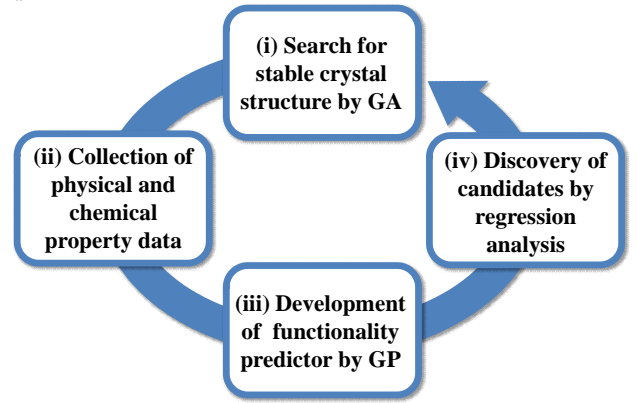 (i) Search for
stable crystal
structure by GA
(ii) Collection of
physical and
chemical
property data
(iv) Discovery of
candidates by
regression
analysis
(iii) Development
of functionality
predictor by GP